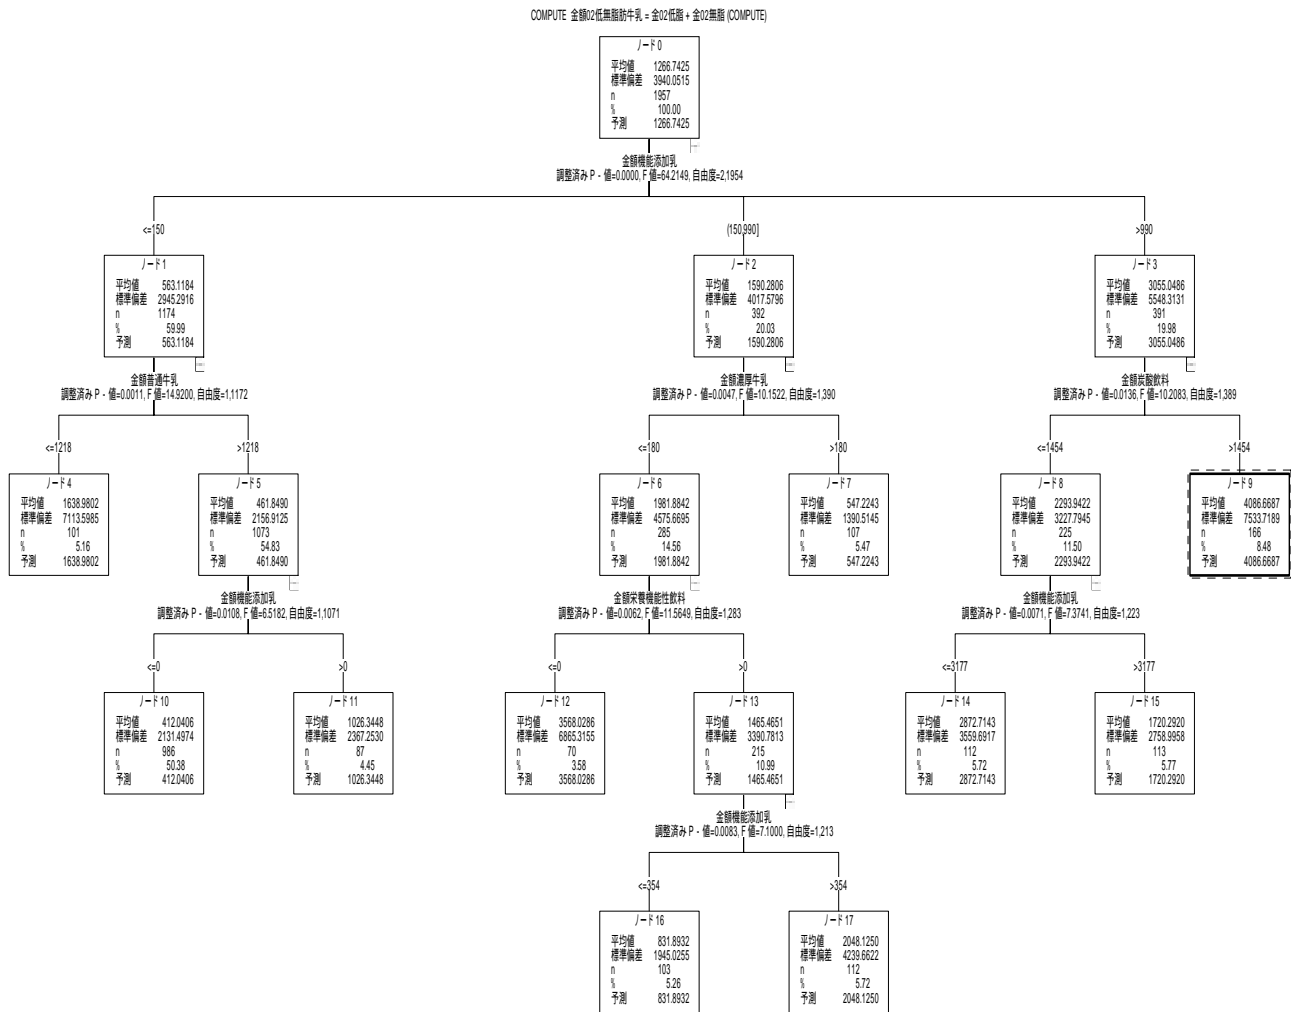 COMPUTE 金額02低無脂肪牛乳 = 金02低脂 + 金02無脂 (COMPUTE)
ノード 0
平均値 1266.7425
標準偏差 3940.0515
n 1957
% 100.00
予測 1266.7425
金額機能添加乳
調整済み P - 値=0.0000, F 値=64.2149, 自由度=2,1954
<=150
(150,990]
>990
ノード 1
平均値 563.1184
標準偏差 2945.2916
n 1174
% 59.99
予測 563.1184
ノード 2
平均値 1590.2806
標準偏差 4017.5796
n 392
% 20.03
予測 1590.2806
ノード 3
平均値 3055.0486
標準偏差 5548.3131
n 391
% 19.98
予測 3055.0486
金額普通牛乳
調整済み P - 値=0.0011, F 値=14.9200, 自由度=1,1172
金額濃厚牛乳
調整済み P - 値=0.0047, F 値=10.1522, 自由度=1,390
金額炭酸飲料
調整済み P - 値=0.0136, F 値=10.2083, 自由度=1,389
<=1218
>1218
<=180
>180
<=1454
>1454
ノード 4
平均値 1638.9802
標準偏差 7113.5985
n 101
% 5.16
予測 1638.9802
ノード 5
平均値 461.8490
標準偏差 2156.9125
n 1073
% 54.83
予測 461.8490
ノード 6
平均値 1981.8842
標準偏差 4575.6695
n 285
% 14.56
予測 1981.8842
ノード 7
平均値 547.2243
標準偏差 1390.5145
n 107
% 5.47
予測 547.2243
ノード 8
平均値 2293.9422
標準偏差 3227.7945
n 225
% 11.50
予測 2293.9422
ノード 9
平均値 4086.6687
標準偏差 7533.7189
n 166
% 8.48
予測 4086.6687
金額機能添加乳
調整済み P - 値=0.0108, F 値=6.5182, 自由度=1,1071
金額栄養機能性飲料
調整済み P - 値=0.0062, F 値=11.5649, 自由度=1,283
金額機能添加乳
調整済み P - 値=0.0071, F 値=7.3741, 自由度=1,223
<=0
>0
<=0
>0
<=3177
>3177
ノード 10
平均値 412.0406
標準偏差 2131.4974
n 986
% 50.38
予測 412.0406
ノード 11
平均値 1026.3448
標準偏差 2367.2530
n 87
% 4.45
予測 1026.3448
ノード 12
平均値 3568.0286
標準偏差 6865.3155
n 70
% 3.58
予測 3568.0286
ノード 13
平均値 1465.4651
標準偏差 3390.7813
n 215
% 10.99
予測 1465.4651
ノード 14
平均値 2872.7143
標準偏差 3559.6917
n 112
% 5.72
予測 2872.7143
ノード 15
平均値 1720.2920
標準偏差 2758.9958
n 113
% 5.77
予測 1720.2920
金額機能添加乳
調整済み P - 値=0.0083, F 値=7.1000, 自由度=1,213
<=354
>354
ノード 16
平均値 831.8932
標準偏差 1945.0255
n 103
% 5.26
予測 831.8932
ノード 17
平均値 2048.1250
標準偏差 4239.6622
n 112
% 5.72
予測 2048.1250